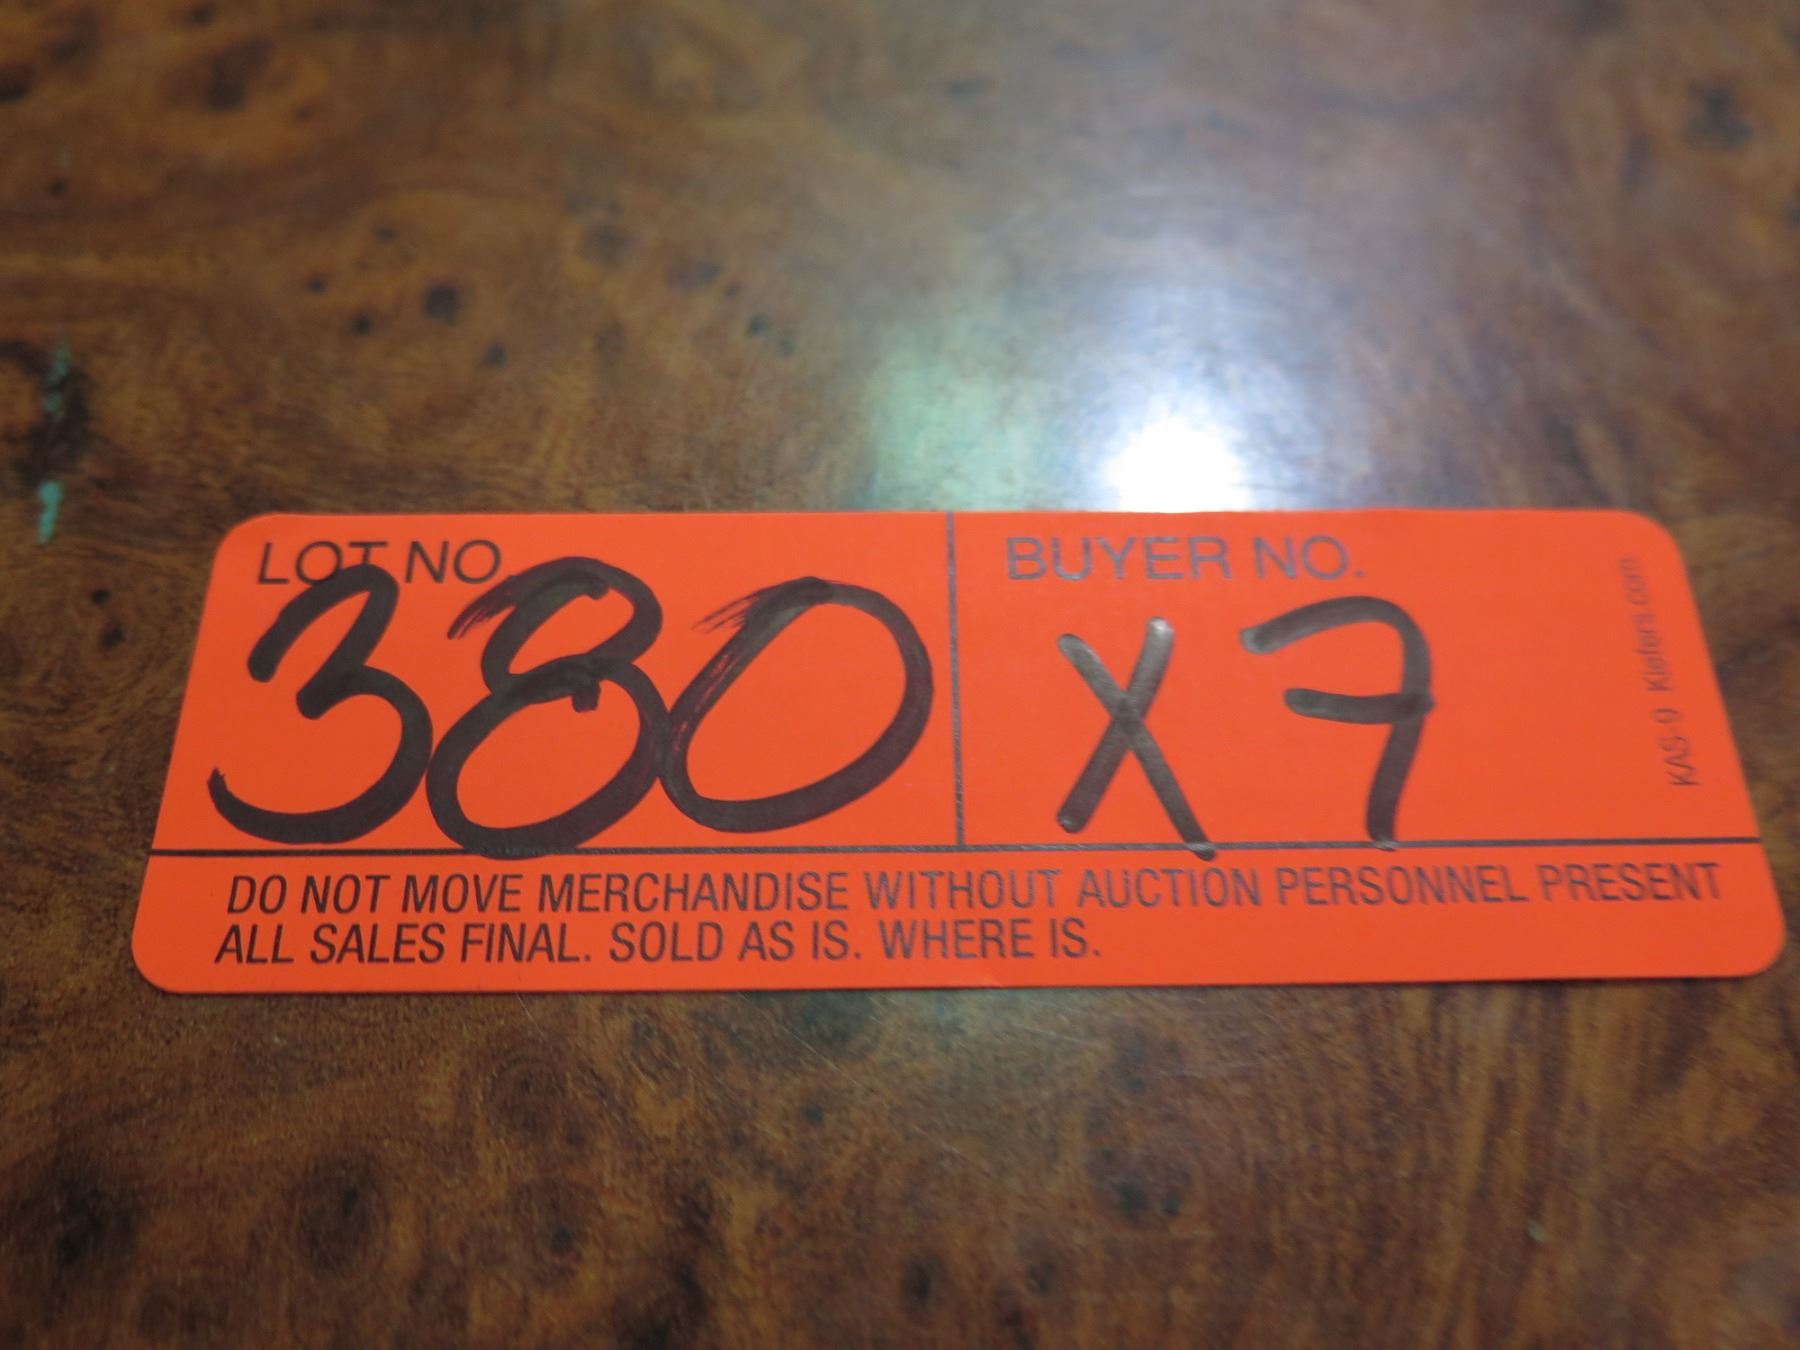 LOT NO
380
BUYER NO.
X7
KAS-9 Kiefers.com
DO NOT MOVE MERCHANDISE WITHOUT AUCTION PERSONNEL PRESENT
ALL SALES FINAL. SOLD AS IS. WHERE IS.